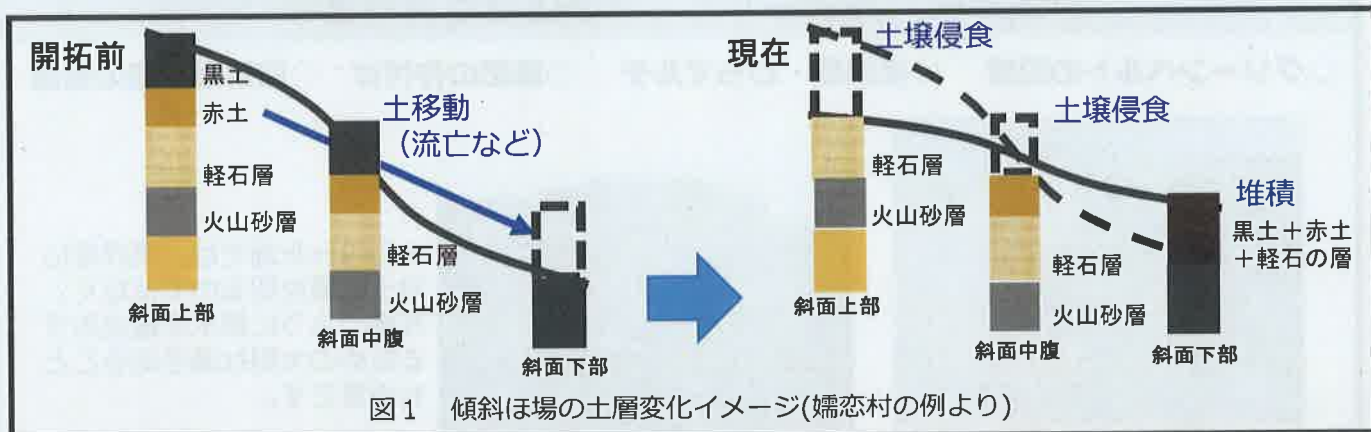 開拓前
黒土
赤土
軽石層
火山砂層
斜面上部
土移動
（流亡など）
軽石層
火山砂層
斜面中腹
斜面下部
現在
土壌侵食
土壌侵食
軽石層
火山砂層
斜面上部
軽石層
火山砂層
斜面中腹
堆積
黒土＋赤土
＋軽石の層
斜面下部
図１　傾斜ほ場の土層変化イメージ(嬬恋村の例より)